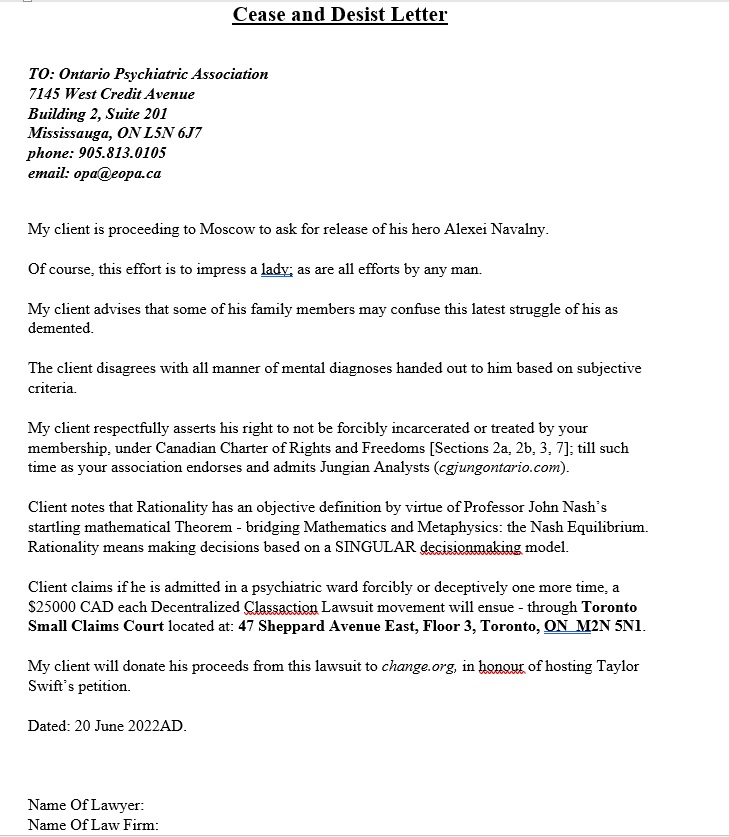 Cease and Desist Letter
TO: Ontario Psychiatric Association
7145 West Credit Avenue
Building 2, Suite 201
Mississauga, ON L5N 6J7
phone: 905.813.0105
email: opa@eopa.ca
My client is proceeding to Moscow to ask for release of his hero Alexei Navalny.
Of course, this effort is to impress a lady; as are all efforts by any man.
My client advises that some of his family members may confuse this latest struggle of his as
demented.
The client disagrees with all manner of mental diagnoses handed out to him based on subjective
criteria.
My client respectfully asserts his right to not be forcibly incarcerated or treated by your
membership, under Canadian Charter of Rights and Freedoms [Sections 2a, 2b, 3, 7]; till such
time as your association endorses and admits Jungian Analysts (cgjungontario.com).
Client notes that Rationality has an objective definition by virtue of Professor John Nash's
startling mathematical Theorem - bridging Mathematics and Metaphysics: the Nash Equilibrium.
Rationality means making decisions based on a SINGULAR decisionmaking model.
Client claims if he is admitted in a psychiatric ward forcibly or deceptively one more time, a
$25000 CAD each Decentralized Classaction Lawsuit movement will ensue - through Toronto
Small Claims Court located at: 47 Sheppard Avenue East, Floor 3, Toronto, ON M2N 5N1.
My client will donate his proceeds from this lawsuit to change.org, in honour of hosting Taylor
Swift's petition.
Dated: 20 June 2022AD.
Name Of Lawyer:
Name Of Law Firm: